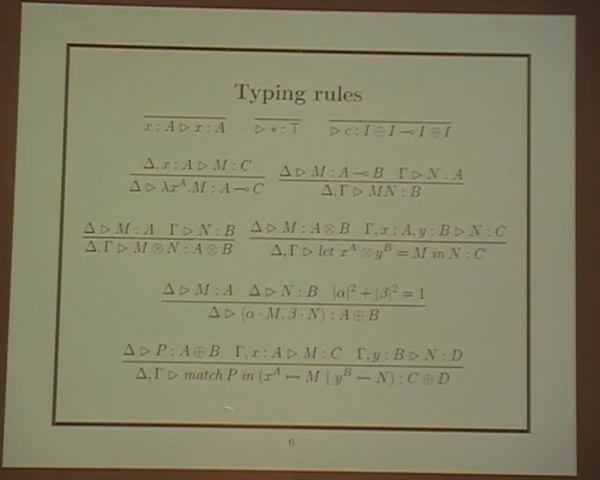 Typing rules
x : A ▷ x : A    ▷ * : ⊤    ▷ c : I ⊕ I ⊸ I ⊕ I
Δ, x : A ▷ M : C    Δ ▷ M : A ⊸ B   Γ ▷ N : A
Δ ▷ λx^A.M : A ⊸ C    Δ, Γ ▷ MN : B
Δ ▷ M : A   Γ ▷ N : B    Δ ▷ M : A ⊗ B   Γ, x : A, y : B ▷ N : C
Δ, Γ ▷ M ⊗ N : A ⊗ B    Δ, Γ ▷ let x^A ⊗ y^B = M in N : C
Δ ▷ M : A   Δ ▷ N : B   |α|² + |β|² = 1
Δ ▷ (α · M, β · N) : A ⊕ B
Δ ▷ P : A ⊕ B   Γ, x : A ▷ M : C   Γ, y : B ▷ N : D
Δ, Γ ▷ match P in (x^A ↦ M | y^B ↦ N) : C ⊕ D
6